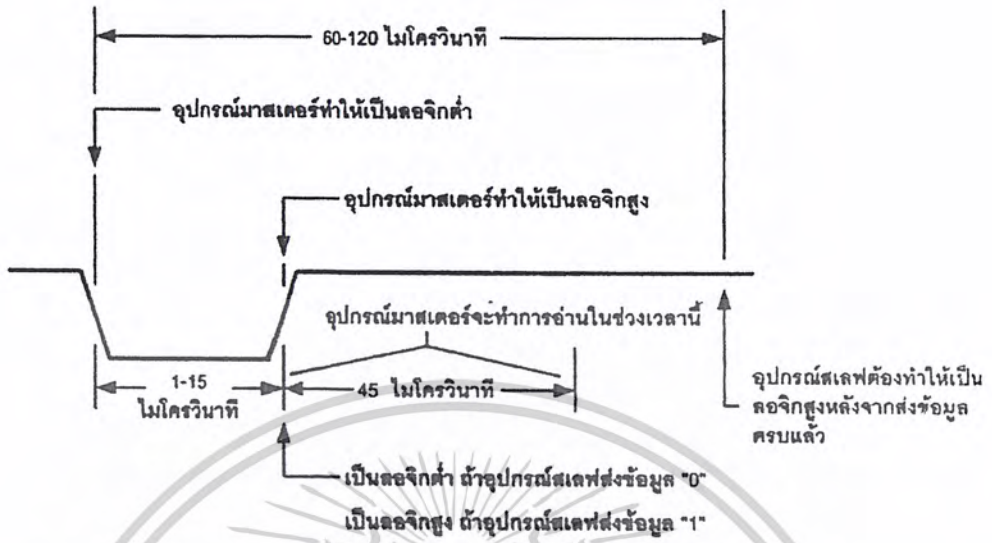 60-120 ไมโครวินาที
อุปกรณ์มาสเตอร์ทำให้เป็นลอจิกต่ำ
อุปกรณ์มาสเตอร์ทำให้เป็นลอจิกสูง
อุปกรณ์มาสเตอร์จะทำการอ่านในช่วงเวลานี้
1-15
ไมโครวินาที
45 ไมโครวินาที
อุปกรณ์สเลฟต้องทำให้เป็น
ลอจิกสูงหลังจากส่งข้อมูล
ครบแล้ว
เป็นลอจิกต่ำ ถ้าอุปกรณ์สเลฟส่งข้อมูล "0"
เป็นลอจิกสูง ถ้าอุปกรณ์สเลฟส่งข้อมูล "1"